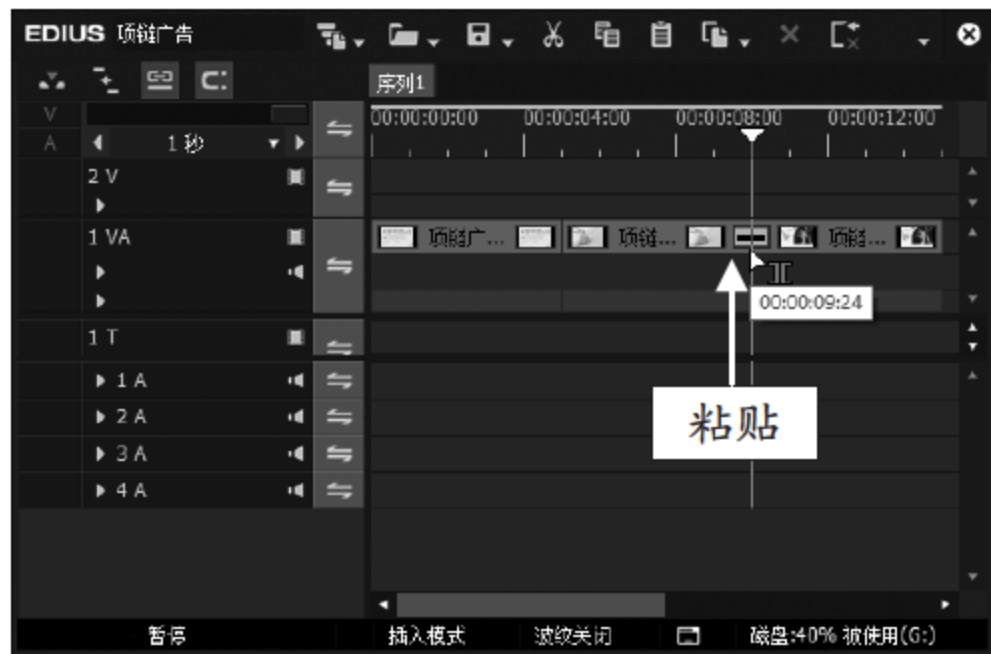 EDIUS 项链广告
序列1
V
A
1 秒
00:00:00:00 00:00:04:00 00:00:08:00 00:00:12:00
2 V
1 VA
项链广... 项链... 项链...
00:00:09:24
1 T
粘贴
1 A
2 A
3 A
4 A
暂停 插入模式 波纹关闭 磁盘:40% 被使用(G:)